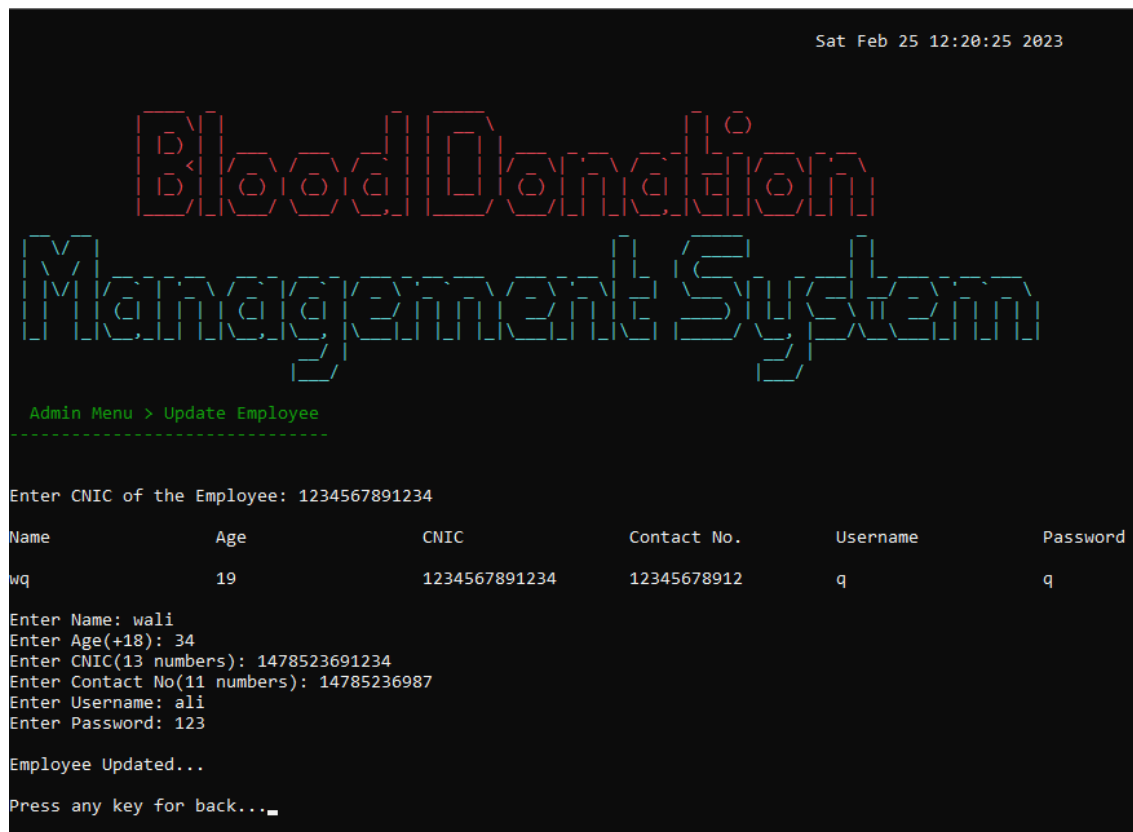 Sat Feb 25 12:20:25 2023
Blood Donation
Management System
Admin Menu > Update Employee
-------------------------------
Enter CNIC of the Employee: 1234567891234
Name Age CNIC Contact No. Username Password
wq 19 1234567891234 12345678912 q q
Enter Name: wali
Enter Age(+18): 34
Enter CNIC(13 numbers): 1478523691234
Enter Contact No(11 numbers): 14785236987
Enter Username: ali
Enter Password: 123
Employee Updated...
Press any key for back...